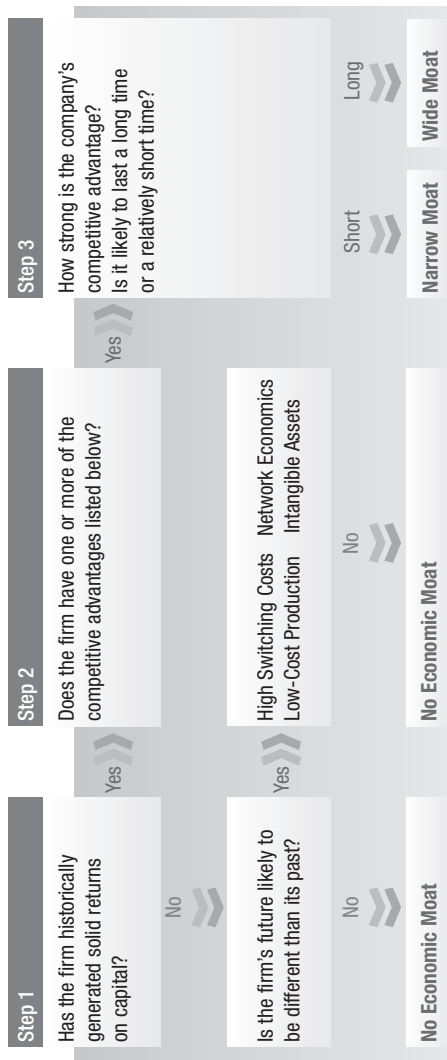 Step 1
Has the firm historically
generated solid returns
on capital?
Yes
No
Is the firm's future likely to
be different than its past?
Yes
No
No Economic Moat
Step 2
Does the firm have one or more of the
competitive advantages listed below?
Yes
High Switching Costs Network Economics
Low-Cost Production Intangible Assets
No
No Economic Moat
Step 3
How strong is the company's
competitive advantage?
Is it likely to last a long time
or a relatively short time?
Short
Long
Narrow Moat
Wide Moat